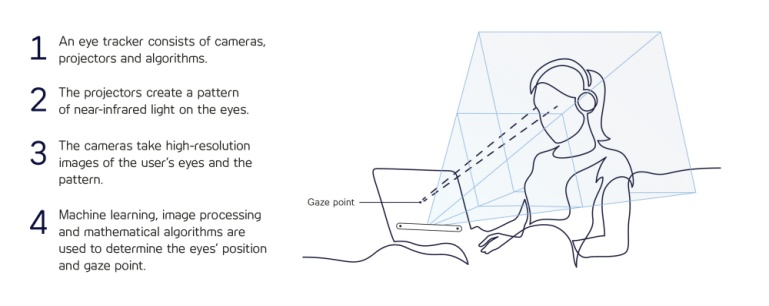 1 An eye tracker consists of cameras,
projectors and algorithms.
2 The projectors create a pattern
of near-infrared light on the eyes.
3 The cameras take high-resolution
images of the user's eyes and the
pattern.
4 Machine learning, image processing
and mathematical algorithms are
used to determine the eyes' position
and gaze point.
Gaze point